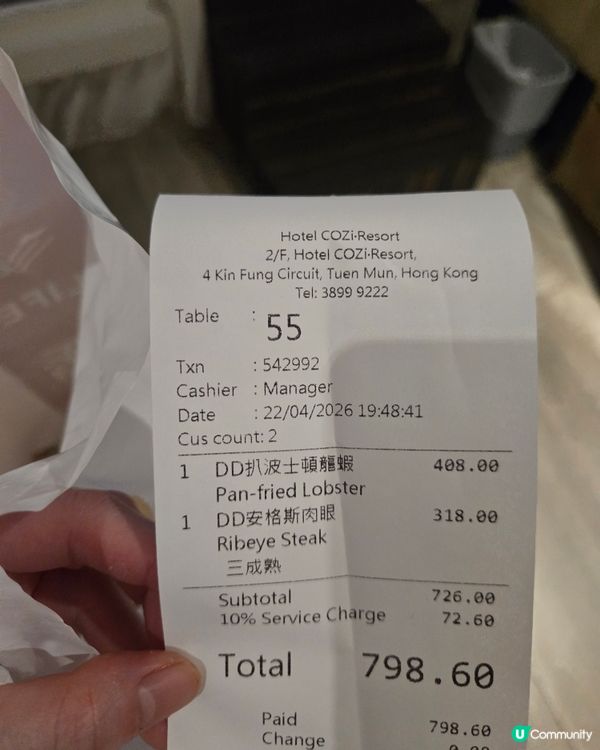 Hotel COZi·Resort
2/F, Hotel COZi·Resort,
4 Kin Fung Circuit, Tuen Mun, Hong Kong
Tel: 3899 9222
Table : 55
Txn : 542992
Cashier : Manager
Date : 22/04/2026 19:48:41
Cus count: 2
1 DD扒波士頓龍蝦 408.00
Pan-fried Lobster
1 DD安格斯肉眼 318.00
Ribeye Steak
三成熟
Subtotal 726.00
10% Service Charge 72.60
Total 798.60
Paid 798.60
Change
U Community